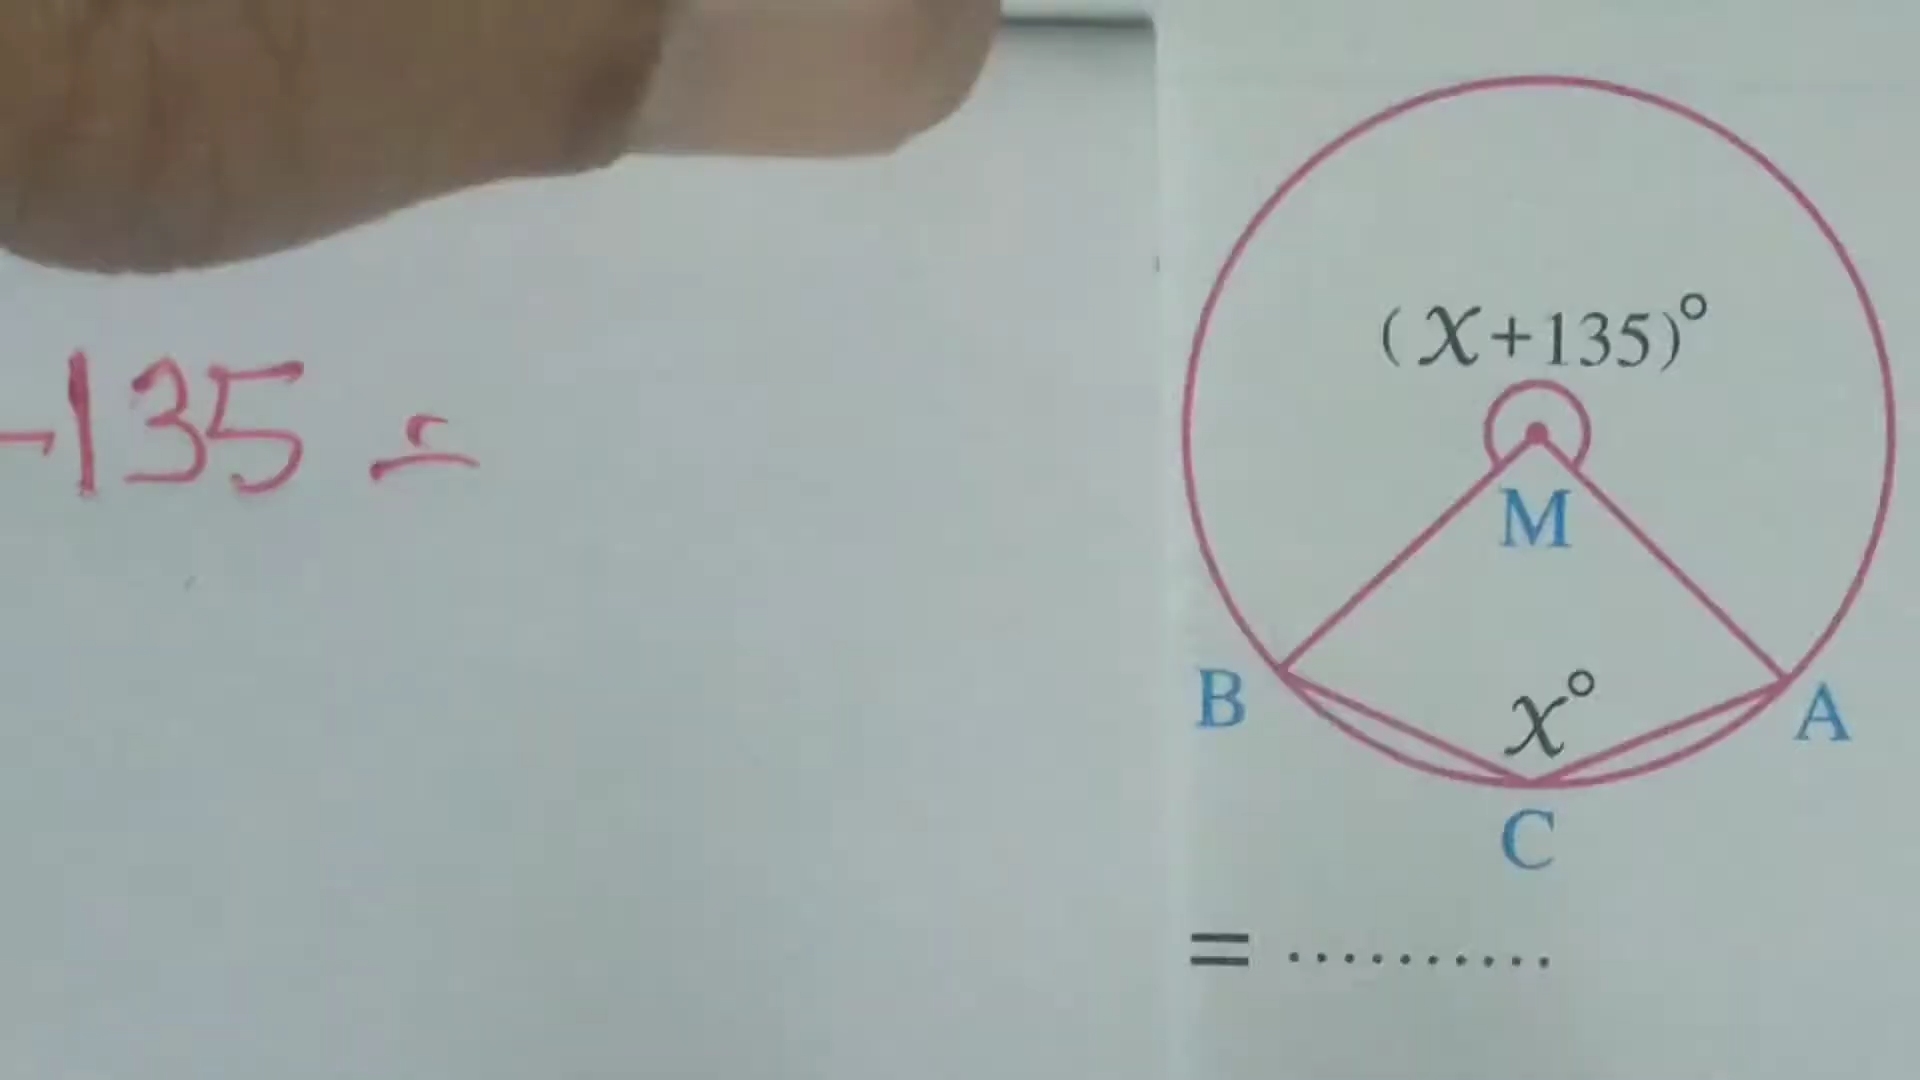 (x+135)°
-135 =
M
B
x°
A
C
= ..........